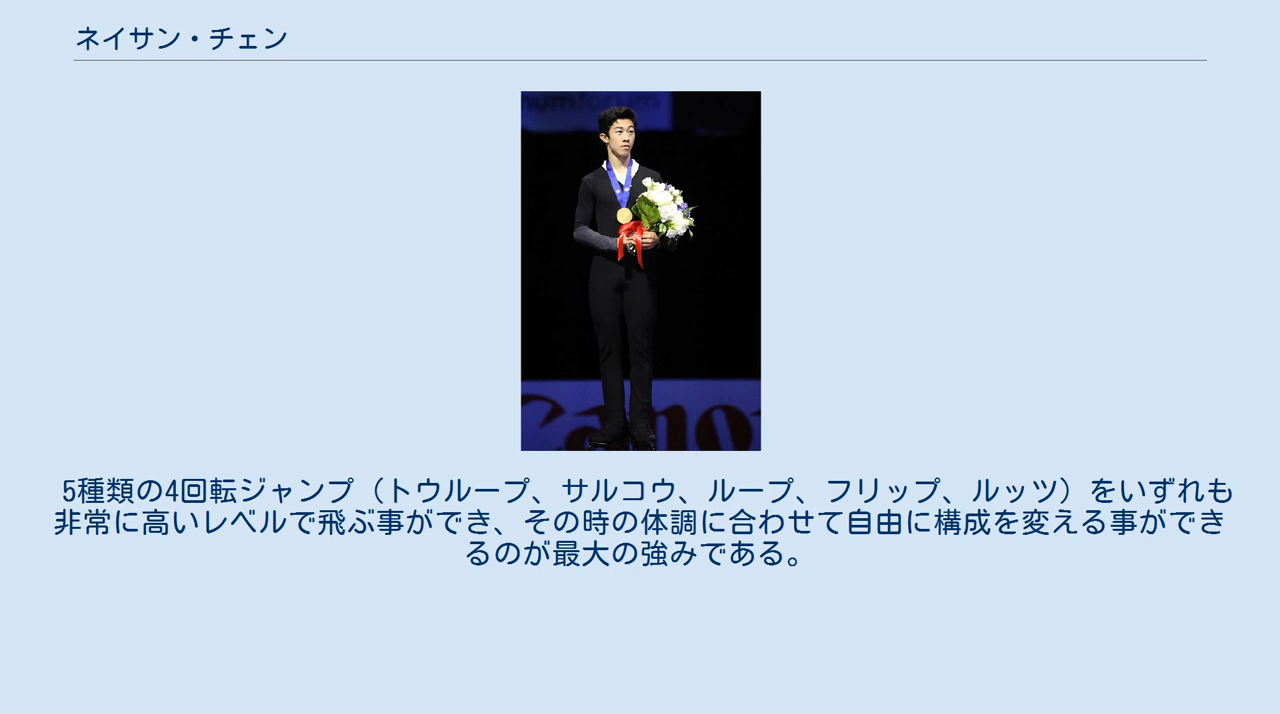 ネイサン・チェン
numforum
Canon
5種類の4回転ジャンプ（トウループ、サルコウ、ループ、フリップ、ルッツ）をいずれも
非常に高いレベルで飛ぶ事ができ、その時の体調に合わせて自由に構成を変える事ができ
るのが最大の強みである。